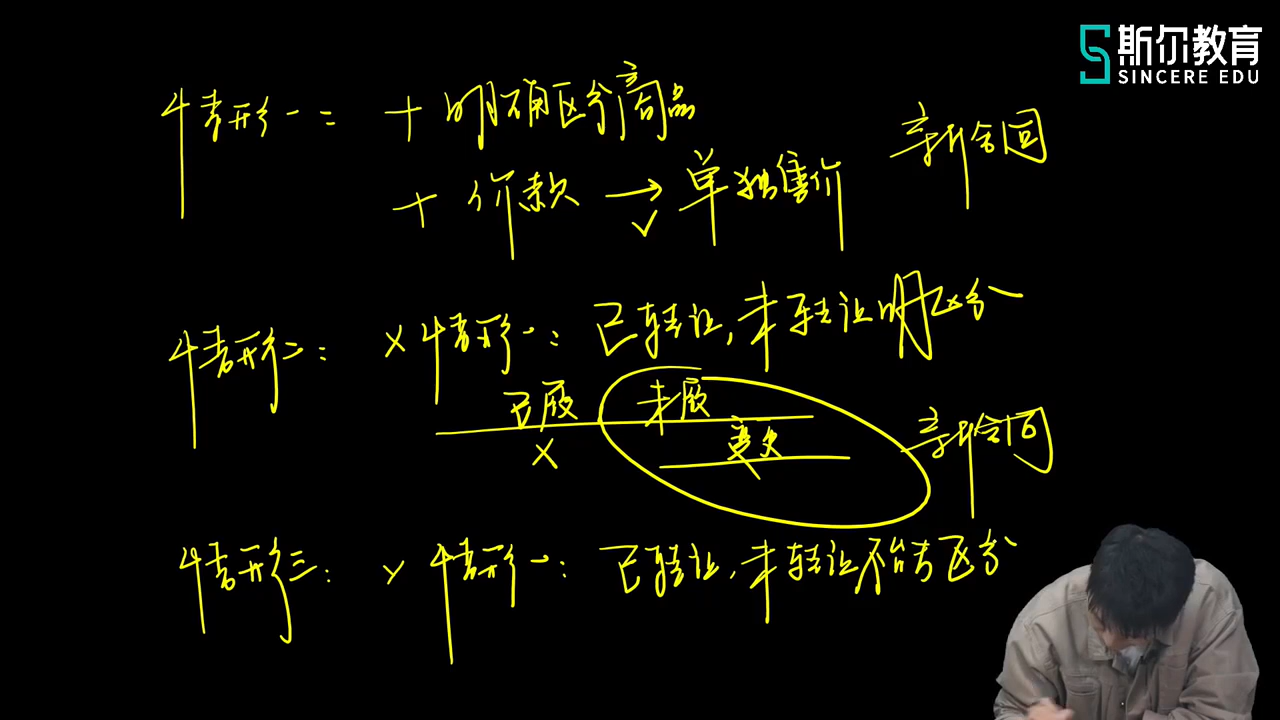 斯尔教育
SINCERE EDU
情形一: + 明确区分商品
+ 价款 → 单独售价
✓
新合同
情形二: × 情形一: 已转让, 未转让明区分
已履 未履
× 变更
新合同
情形三: × 情形一: 已转让, 未转让不能区分